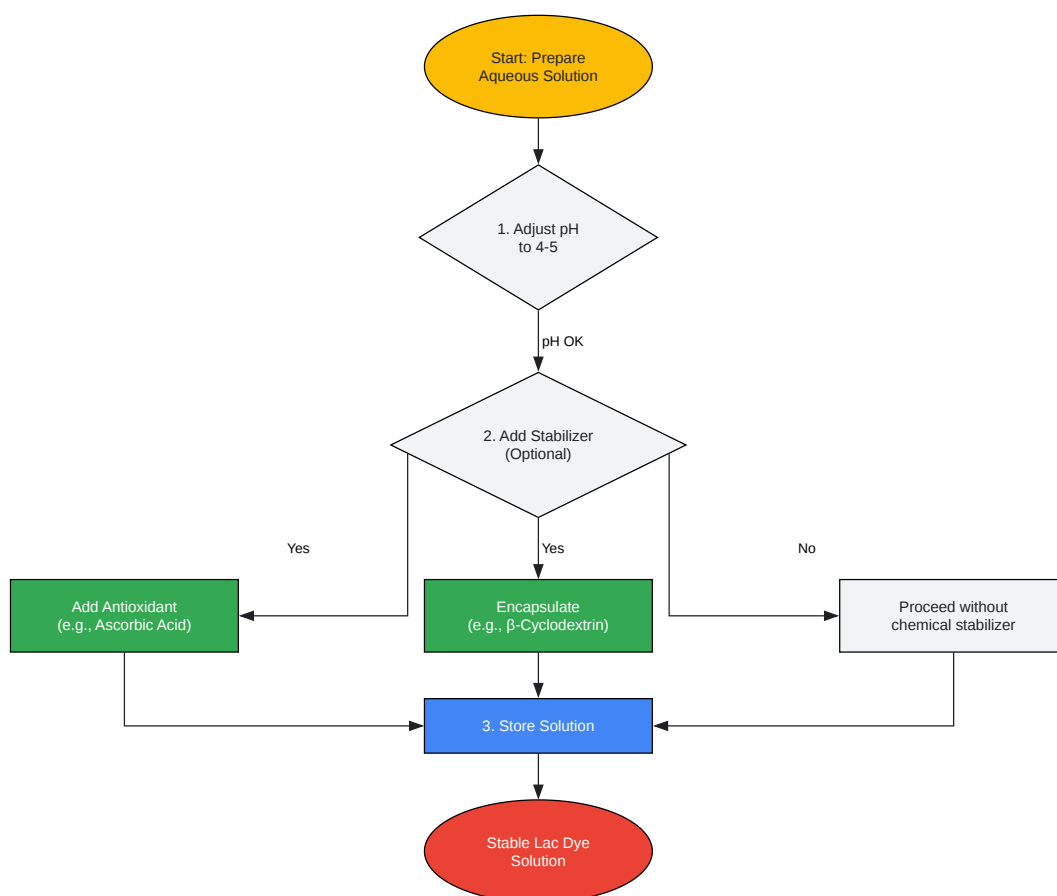 Start: Prepare
Aqueous Solution
1. Adjust pH
to 4-5
pH OK
2. Add Stabilizer
(Optional)
Yes
Yes
No
Add Antioxidant
(e.g., Ascorbic Acid)
Encapsulate
(e.g., β-Cyclodextrin)
Proceed without
chemical stabilizer
3. Store Solution
Stable Lac Dye
Solution